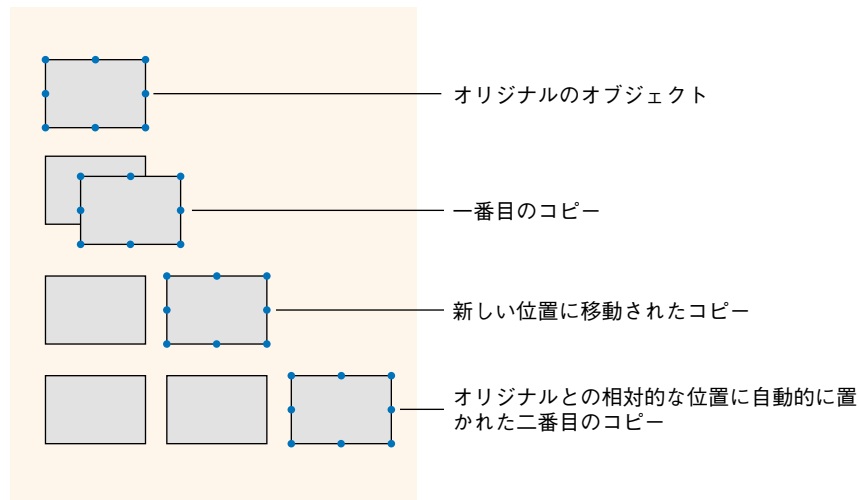 オリジナルのオブジェクト
一番目のコピー
新しい位置に移動されたコピー
オリジナルとの相対的な位置に自動的に置
かれた二番目のコピー